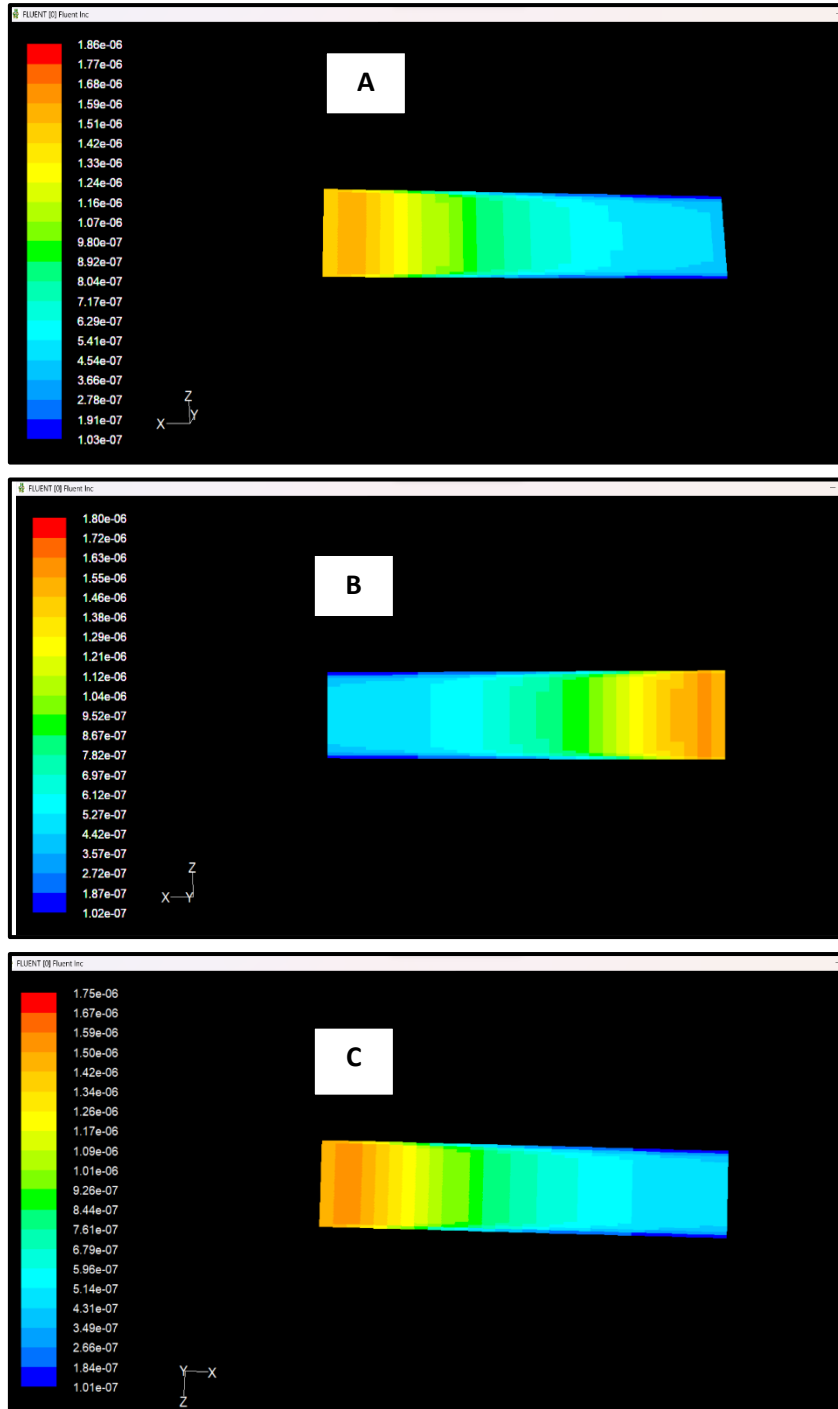 FLUENT [0] Fluent Inc
A
1.86e-06
1.77e-06
1.68e-06
1.59e-06
1.51e-06
1.42e-06
1.33e-06
1.24e-06
1.16e-06
1.07e-06
9.80e-07
8.92e-07
8.04e-07
7.17e-07
6.29e-07
5.41e-07
4.54e-07
3.66e-07
2.78e-07
1.91e-07
1.03e-07
Z
Y
X
FLUENT [0] Fluent Inc
B
1.80e-06
1.72e-06
1.63e-06
1.55e-06
1.46e-06
1.38e-06
1.29e-06
1.21e-06
1.12e-06
1.04e-06
9.52e-07
8.67e-07
7.82e-07
6.97e-07
6.12e-07
5.27e-07
4.42e-07
3.57e-07
2.72e-07
1.87e-07
1.02e-07
Z
X Y
FLUENT [0] Fluent Inc
C
1.75e-06
1.67e-06
1.59e-06
1.50e-06
1.42e-06
1.34e-06
1.26e-06
1.17e-06
1.09e-06
1.01e-06
9.26e-07
8.44e-07
7.61e-07
6.79e-07
5.96e-07
5.14e-07
4.31e-07
3.49e-07
2.66e-07
1.84e-07
1.01e-07
Y X
Z